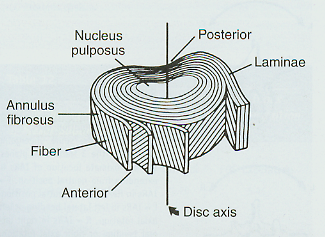 Nucleus
pulposus
Posterior
Laminae
Annulus
fibrosus
Fiber
Anterior
Disc axis